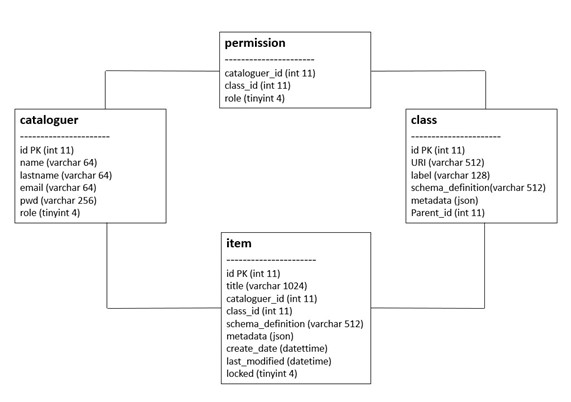 permission
----------------------
cataloguer_id (int 11)
class_id (int 11)
role (tinyint 4)
cataloguer
----------------------
id PK (int 11)
name (varchar 64)
lastname (varchar 64)
email (varchar 64)
pwd (varchar 256)
role (tinyint 4)
class
----------------------
id PK (int 11)
URI (varchar 512)
label (varchar 128)
schema_definition(varchar 512)
metadata (json)
Parent_id (int 11)
item
----------------------
id PK (int 11)
title (varchar 1024)
cataloguer_id (int 11)
class_id (int 11)
schema_definition (varchar 512)
metadata (json)
create_date (datettime)
last_modified (datetime)
locked (tinyint 4)